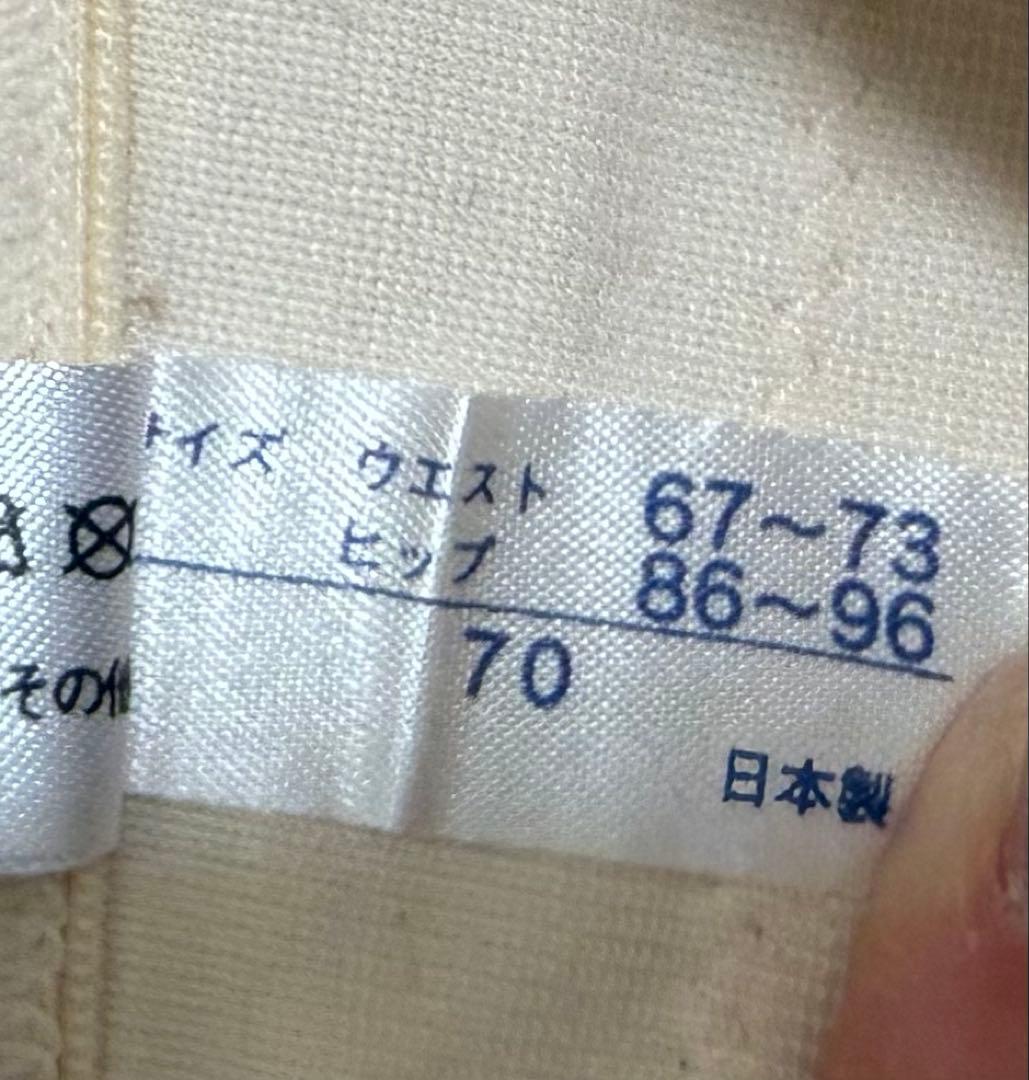 サイズ ウエスト 67〜73
ヒップ 86〜96
70
日本製
その他